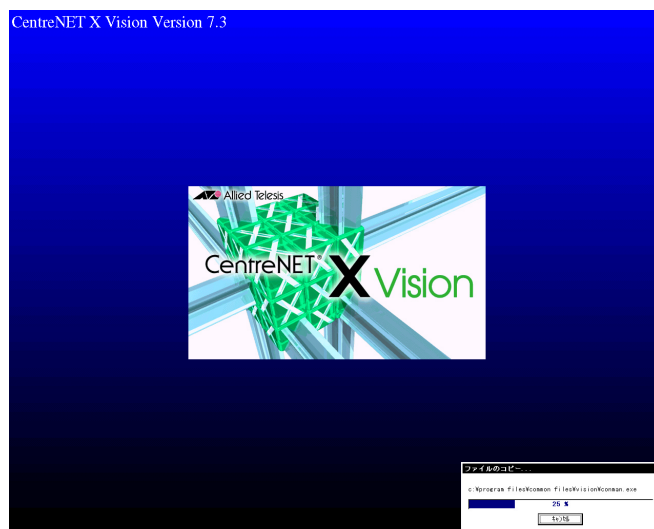 CentreNET X Vision Version 7.3
Allied Telesis
CentreNET® X Vision
ファイルのコピー...
c:¥program files¥common files¥vision¥conman.exe
25 %
ｷｬﾝｾﾙ